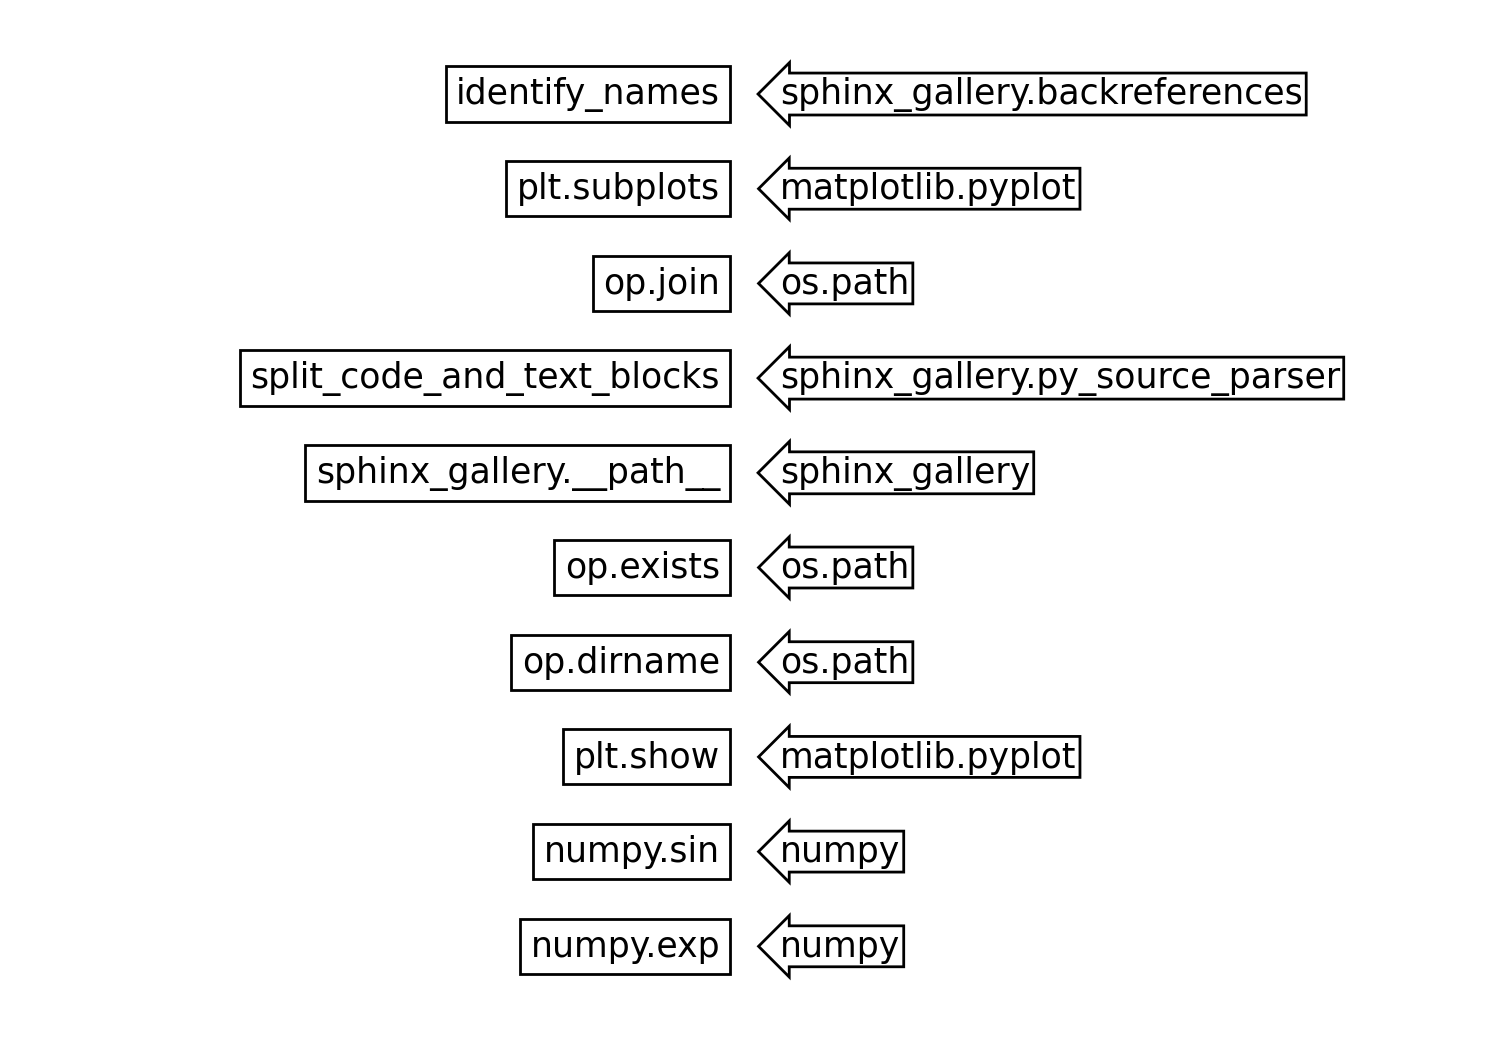 identify_names sphinx_gallery.backreferences
plt.subplots matplotlib.pyplot
op.join os.path
split_code_and_text_blocks sphinx_gallery.py_source_parser
sphinx_gallery.__path__ sphinx_gallery
op.exists os.path
op.dirname os.path
plt.show matplotlib.pyplot
numpy.sin numpy
numpy.exp numpy